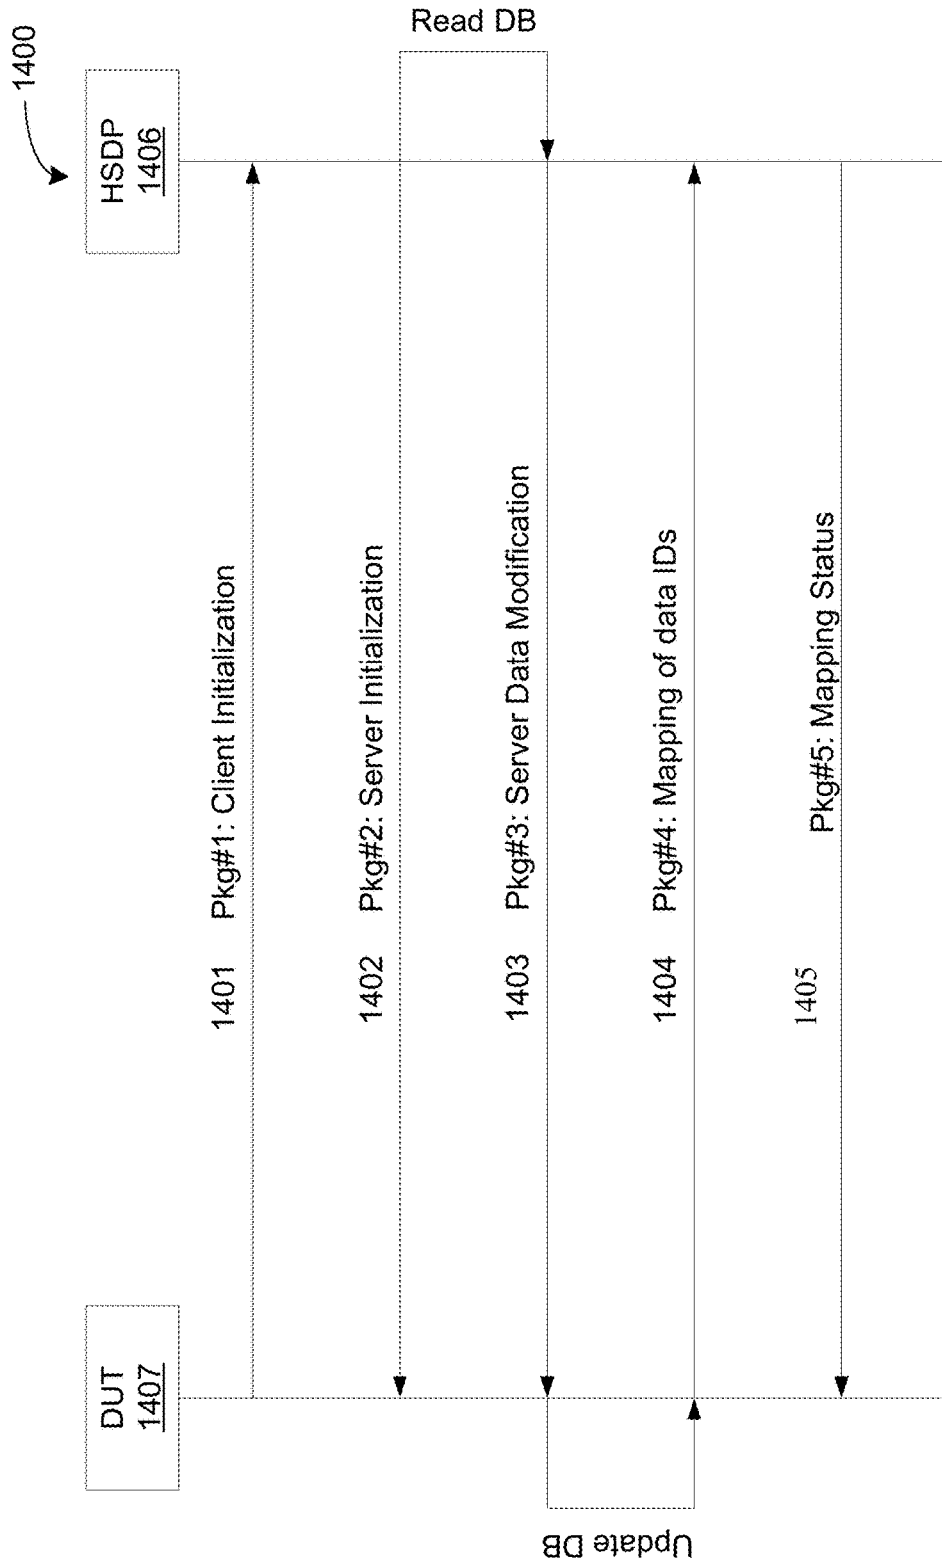 1400
DUT
1407
HSDP
1406
1401 Pkg#1: Client Initialization
1402 Pkg#2: Server Initialization
Read DB
1403 Pkg#3: Server Data Modification
Update DB
1404 Pkg#4: Mapping of data IDs
1405 Pkg#5: Mapping Status